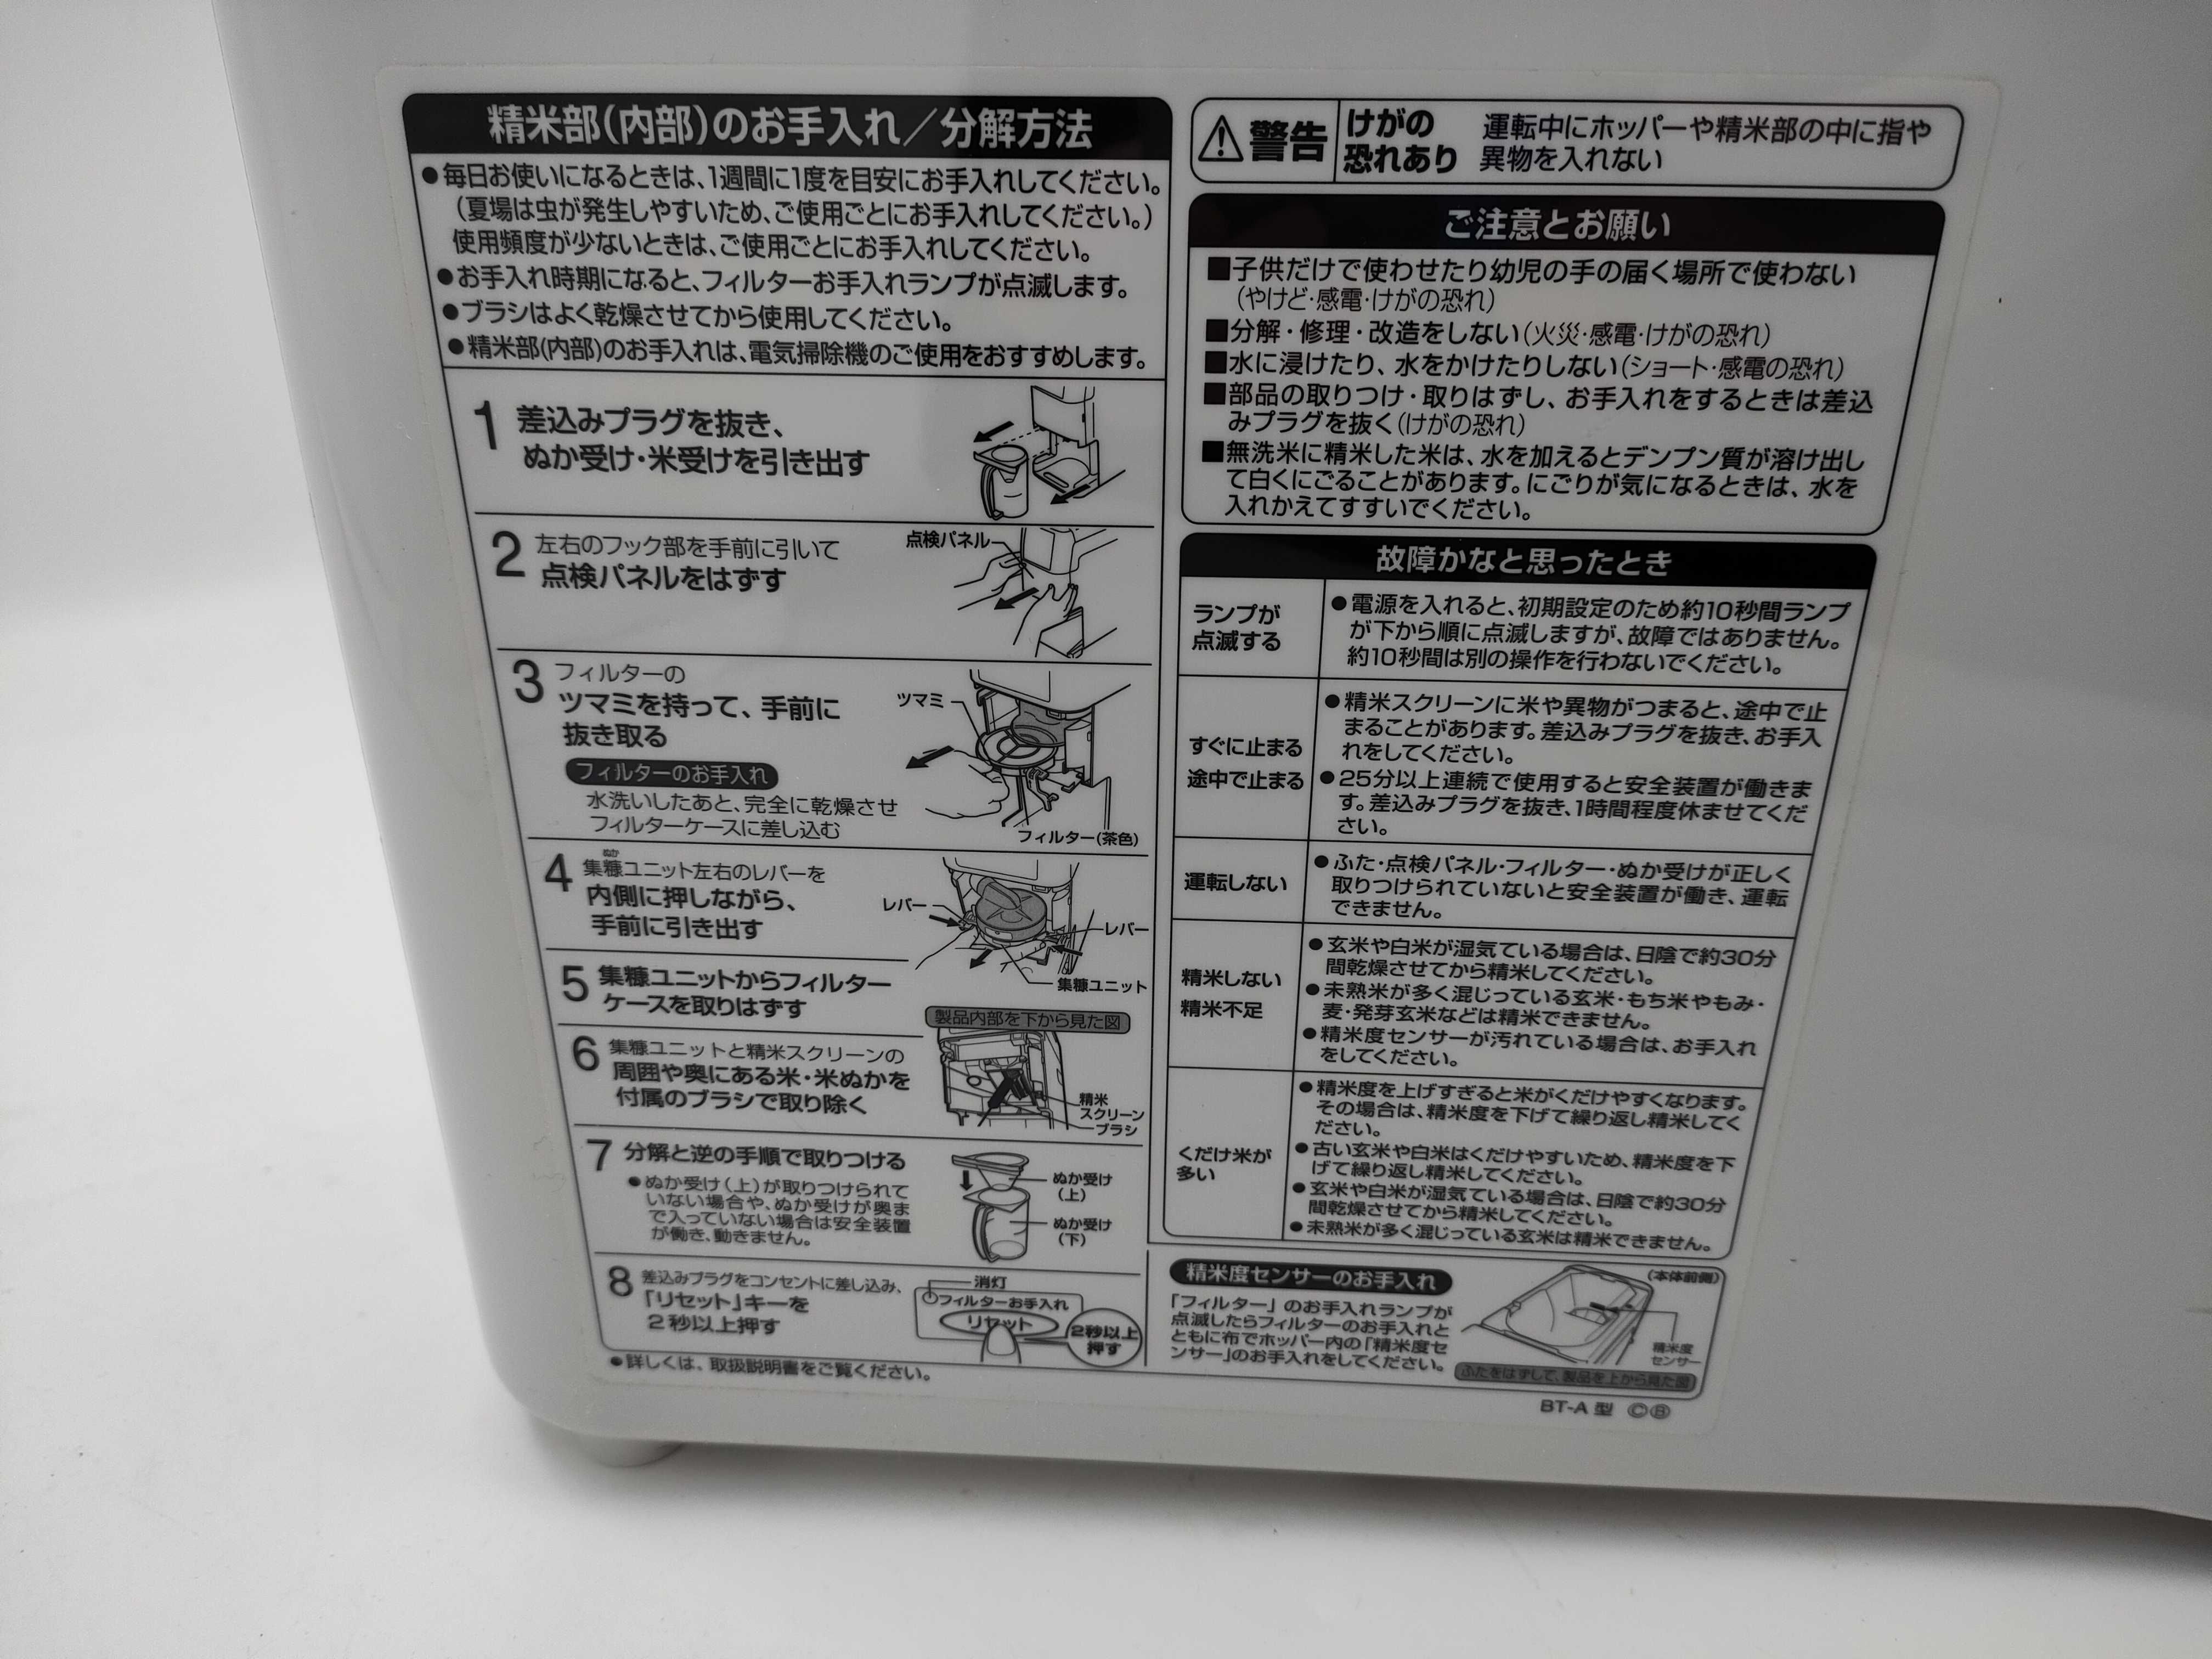 精米部(内部)のお手入れ／分解方法
●毎日お使いになるときは、1週間に1度を目安にお手入れしてください。
(夏場は虫が発生しやすいため、ご使用ごとにお手入れしてください。)
使用頻度が少ないときは、ご使用ごとにお手入れしてください。
●お手入れ時期になると、フィルターお手入れランプが点滅します。
●ブラシはよく乾燥させてから使用してください。
●精米部(内部)のお手入れは、電気掃除機のご使用をおすすめします。
1 差込みプラグを抜き、
ぬか受け・米受けを引き出す
2 左右のフック部を手前に引いて
点検パネルをはずす
点検パネル
3 フィルターの
ツマミを持って、手前に
抜き取る
フィルターのお手入れ
水洗いしたあと、完全に乾燥させ
フィルターケースに差し込む
ツマミ
フィルター(茶色)
4 集糠ユニット左右のレバーを
ぬか
内側に押しながら、
手前に引き出す
レバー
レバー
集糠ユニット
5 集糠ユニットからフィルター
ケースを取りはずす
製品内部を下から見た図
6 集糠ユニットと精米スクリーンの
周囲や奥にある米・米ぬかを
付属のブラシで取り除く
精米
スクリーン
ブラシ
7 分解と逆の手順で取りつける
●ぬか受け(上)が取りつけられて
いない場合や、ぬか受けが奥ま
で入っていない場合は安全装置
が働き、動きません。
ぬか受け
(上)
ぬか受け
(下)
8 差込みプラグをコンセントに差し込み、
「リセット」キーを
2秒以上押す
消灯
フィルターお手入れ
リセット
2秒以上
押す
●詳しくは、取扱説明書をご覧ください。
⚠警告
けがの
恐れあり
運転中にホッパーや精米部の中に指や
異物を入れない
ご注意とお願い
■子供だけで使わせたり幼児の手の届く場所で使わない
(やけど・感電・けがの恐れ)
■分解・修理・改造をしない(火災・感電・けがの恐れ)
■水に浸けたり、水をかけたりしない(ショート・感電の恐れ)
■部品の取りつけ・取りはずし、お手入れをするときは差込
みプラグを抜く(けがの恐れ)
■無洗米に精米した米は、水を加えるとデンプン質が溶け出し
て白くにごることがあります。にごりが気になるときは、水を
入れかえてすすいでください。
故障かなと思ったとき
ランプが
点滅する
●電源を入れると、初期設定のため約10秒間ランプ
が下から順に点滅しますが、故障ではありません。
約10秒間は別の操作を行わないでください。
すぐに止まる
途中で止まる
●精米スクリーンに米や異物がつまると、途中で止
まることがあります。差込みプラグを抜き、お手入
れをしてください。
●25分以上連続で使用すると安全装置が働きま
す。差込みプラグを抜き、1時間程度休ませてくだ
さい。
運転しない
●ふた・点検パネル・フィルター・ぬか受けが正しく
取りつけられていないと安全装置が働き、運転
できません。
精米しない
精米不足
●玄米や白米が湿気ている場合は、日陰で約30分
間乾燥させてから精米してください。
●未熟米が多く混じっている玄米・もち米やもみ・
麦・発芽玄米などは精米できません。
●精米度センサーが汚れている場合は、お手入れ
をしてください。
くだけ米が
多い
●精米度を上げすぎると米がくだけやすくなります。
その場合は、精米度を下げて繰り返し精米してく
ださい。
●古い玄米や白米はくだけやすいため、精米度を下
げて繰り返し精米してください。
●玄米や白米が湿気ている場合は、日陰で約30分
間乾燥させてから精米してください。
●未熟米が多く混じっている玄米は精米できません。
精米度センサーのお手入れ
「フィルター」のお手入れランプが
点滅したらフィルターのお手入れと
ともに布でホッパー内の「精米度セ
ンサー」のお手入れをしてください。
(本体前側)
精米度
センサー
ふたをはずして、製品を上から見た図
BT-A 型 ⒸⒷ